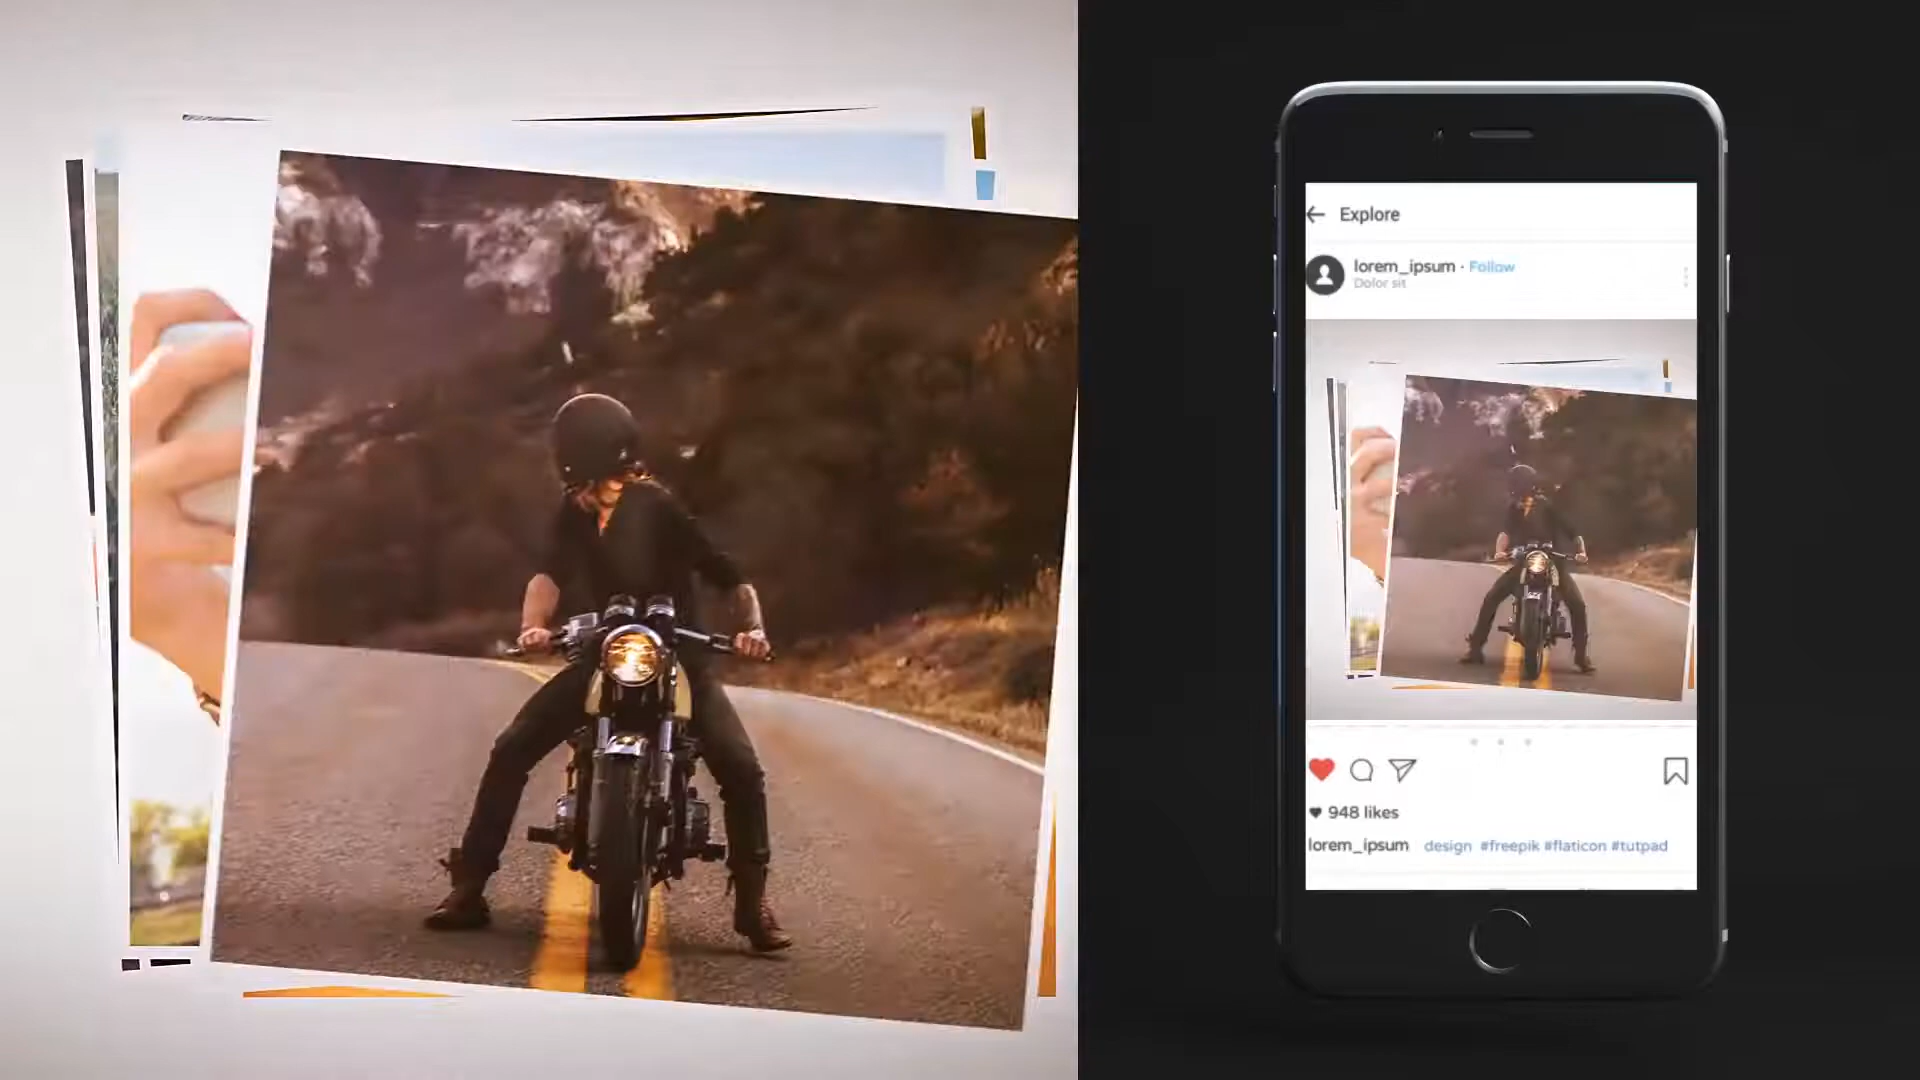 Explore
lorem_ipsum · Follow
Dolor sit
948 likes
lorem_ipsum design #freepik #flaticon #tutpad